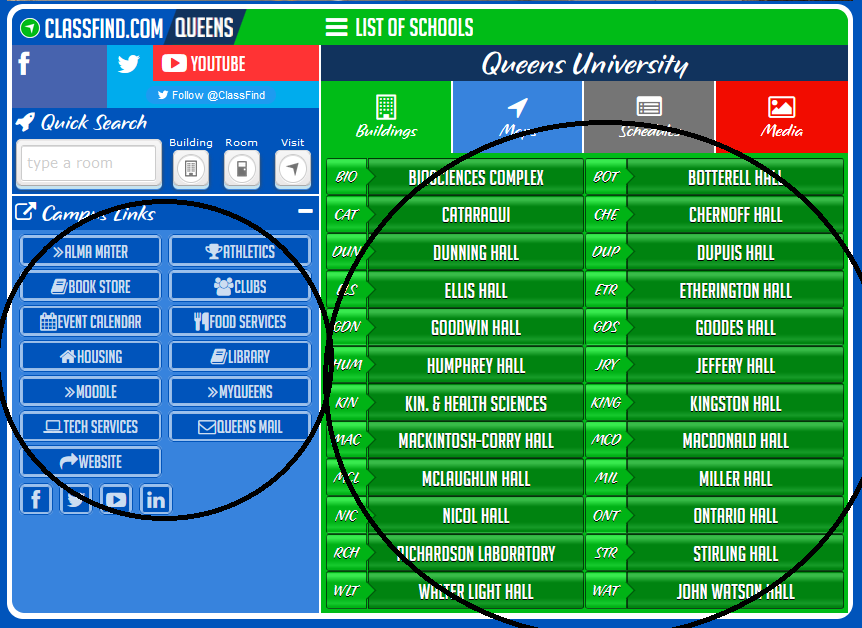 CLASSFIND.COM QUEENS
LIST OF SCHOOLS
YOUTUBE
Follow @ClassFind
Quick Search
type a room
Building Room Visit
Campus Links
ALMA MATER
ATHLETICS
BOOK STORE
CLUBS
EVENT CALENDAR
FOOD SERVICES
HOUSING
LIBRARY
MOODLE
MYQUEENS
TECH SERVICES
QUEENS MAIL
WEBSITE
Queens University
Buildings Maps Schedules Media
BIO BIOSCIENCES COMPLEX BOT BOTTERELL HALL
CAT CATARAQUI CHE CHERNOFF HALL
DUN DUNNING HALL DUP DUPUIS HALL
ELS ELLIS HALL ETR ETHERINGTON HALL
GDN GOODWIN HALL GDS GOODES HALL
HUM HUMPHREY HALL JRY JEFFERY HALL
KIN KIN. & HEALTH SCIENCES KING KINGSTON HALL
MAC MACKINTOSH-CORRY HALL MCD MACDONALD HALL
MCL MCLAUGHLIN HALL MIL MILLER HALL
NIC NICOL HALL ONT ONTARIO HALL
RCH RICHARDSON LABORATORY STR STIRLING HALL
WLT WALTER LIGHT HALL WAT JOHN WATSON HALL